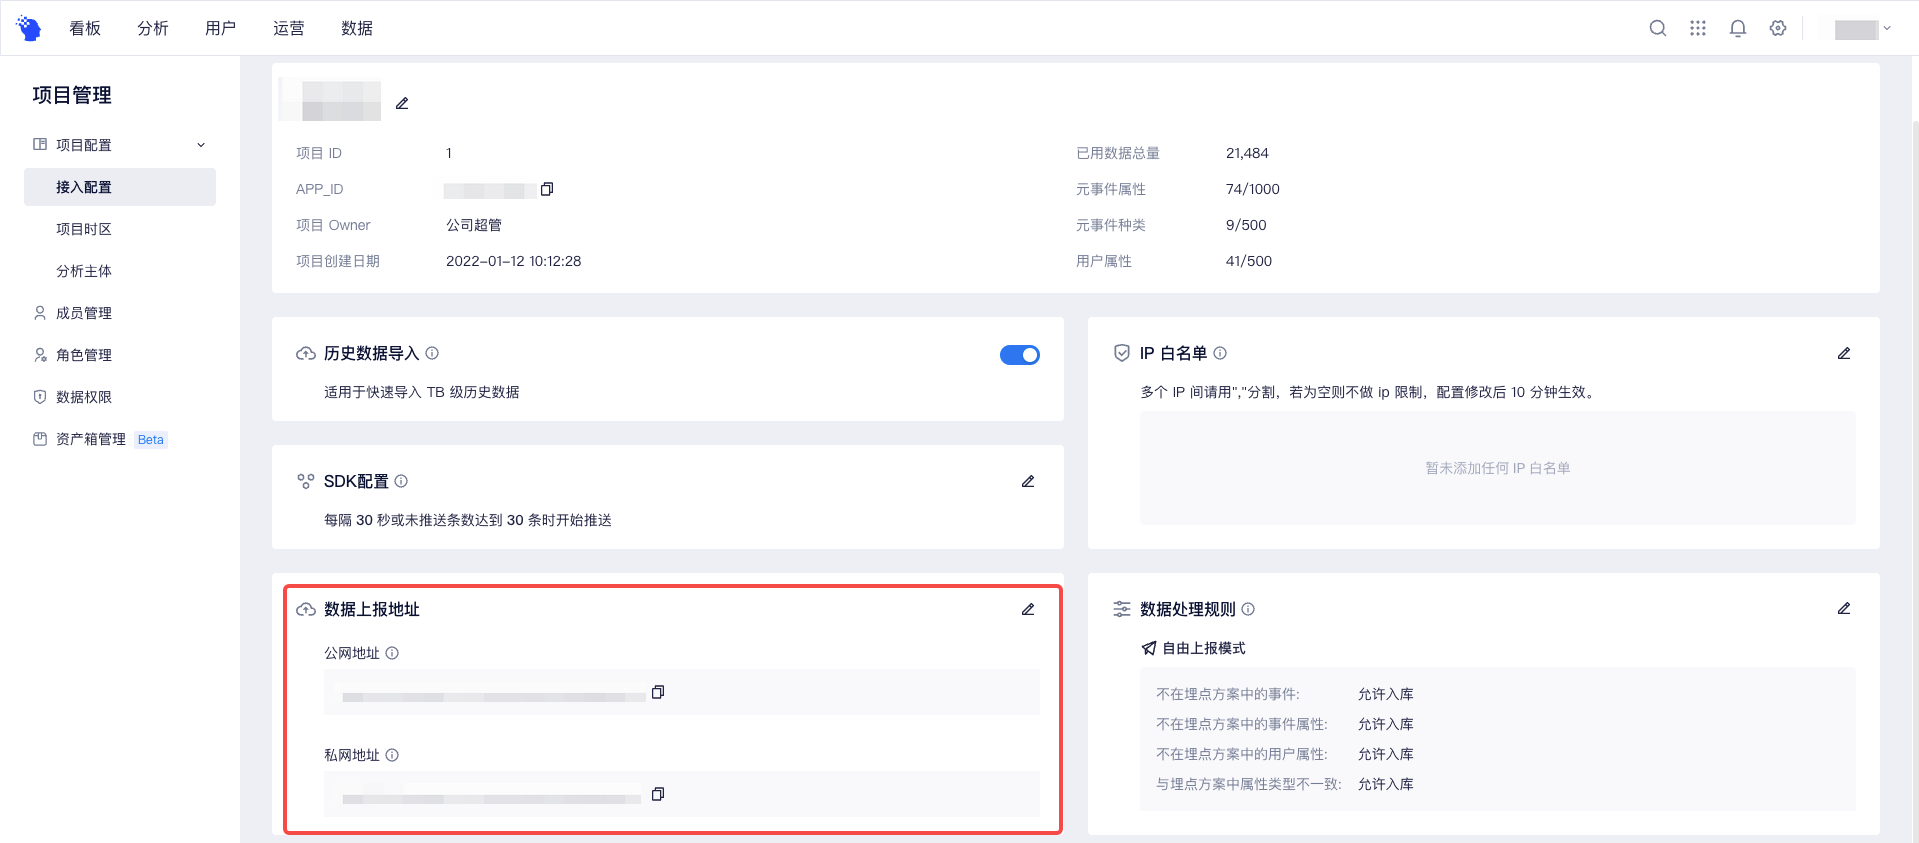 看板 分析 用户 运营 数据
项目管理
项目配置
接入配置
项目时区
分析主体
成员管理
角色管理
数据权限
资产箱管理 Beta
项目 ID 1
APP_ID
项目 Owner 公司超管
项目创建日期 2022-01-12 10:12:28
已用数据总量 21,484
元事件属性 74/1000
元事件种类 9/500
用户属性 41/500
历史数据导入
适用于快速导入 TB 级历史数据
IP 白名单
多个 IP 间请用","分割，若为空则不做 ip 限制，配置修改后 10 分钟生效。
暂未添加任何 IP 白名单
SDK配置
每隔 30 秒或未推送条数达到 30 条时开始推送
数据上报地址
公网地址
私网地址
数据处理规则
自由上报模式
不在埋点方案中的事件: 允许入库
不在埋点方案中的事件属性: 允许入库
不在埋点方案中的用户属性: 允许入库
与埋点方案中属性类型不一致: 允许入库